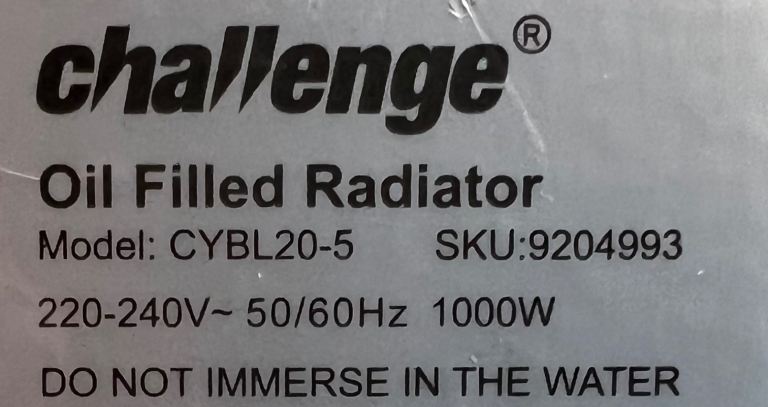 challenge®
Oil Filled Radiator
Model: CYBL20-5 SKU:9204993
220-240V~ 50/60Hz 1000W
DO NOT IMMERSE IN THE WATER